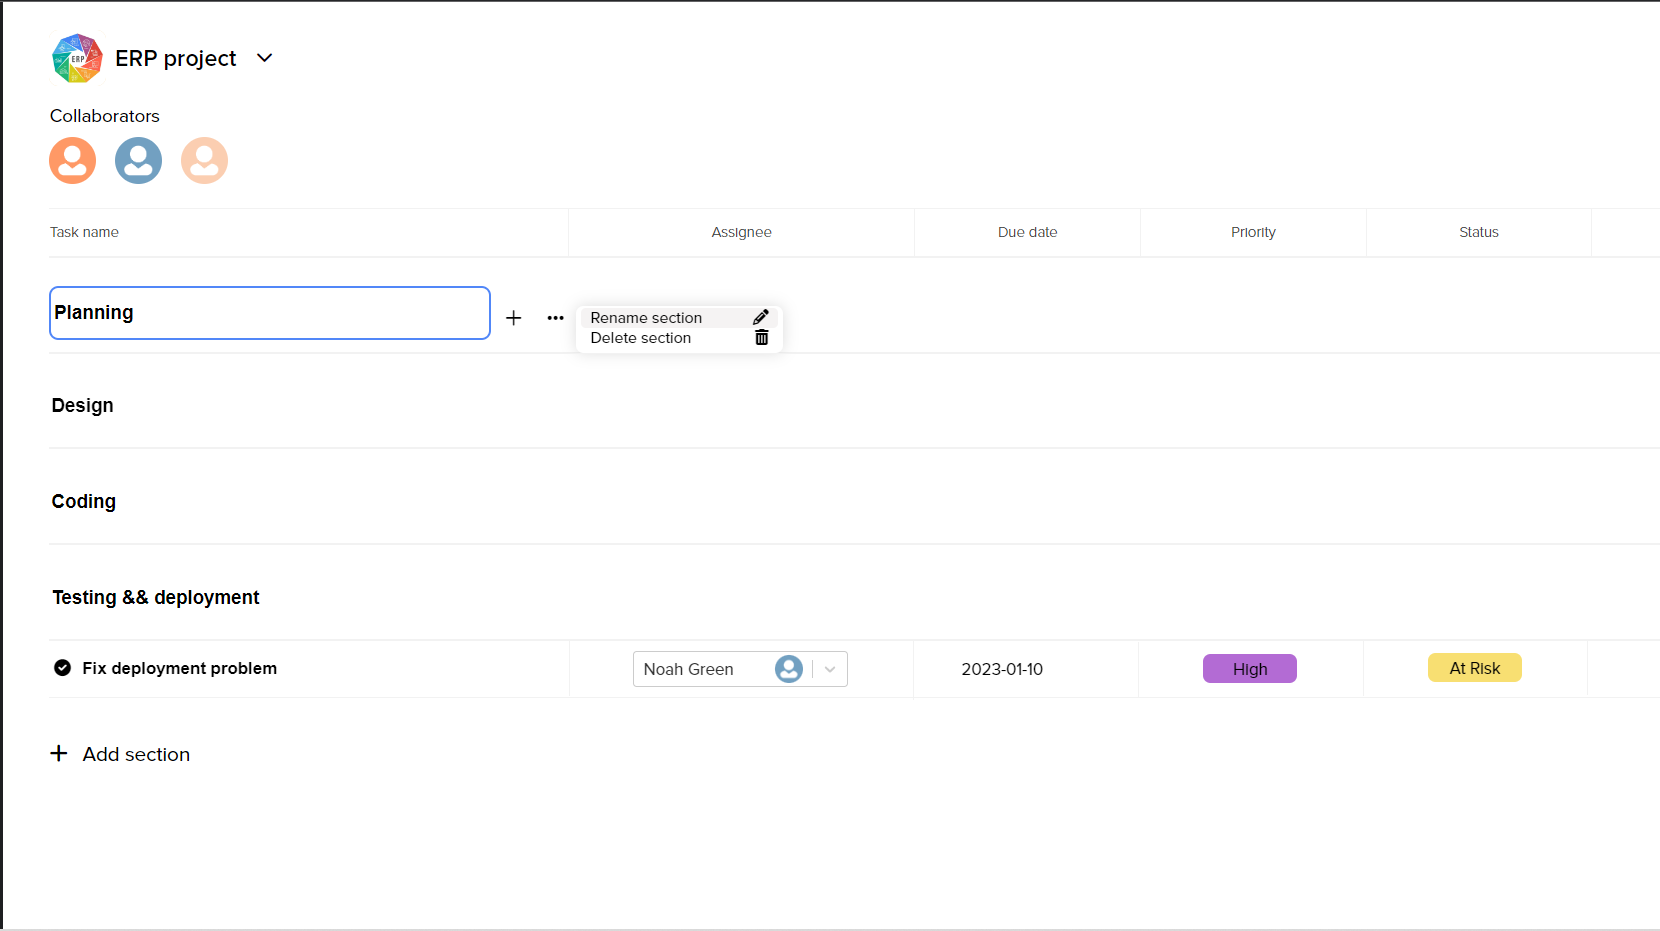 ERP
ERP project
Collaborators
Task name Assignee Due date Priority Status
Planning
Rename section
Delete section
Design
Coding
Testing && deployment
Fix deployment problem Noah Green 2023-01-10 High At Risk
Add section